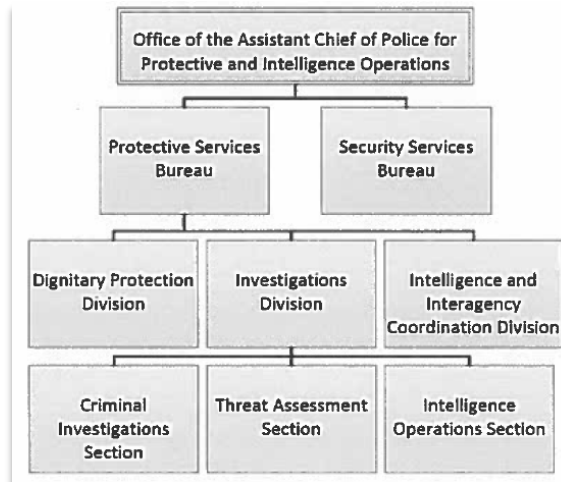 Office of the Assistant Chief of Police for
Protective and Intelligence Operations
Protective Services
Bureau
Security Services
Bureau
Dignitary Protection
Division
Investigations
Division
Intelligence and
Interagency
Coordination Division
Criminal
Investigations
Section
Threat Assessment
Section
Intelligence
Operations Section